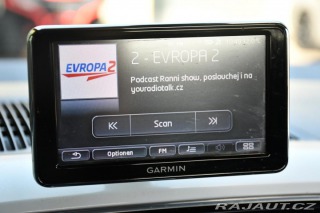 EVROPA 2
2 - EVROPA 2
Podcast Ranni show, poslouchej i na
youradiotalk.cz
Scan
Optionen
FM
GARMIN
RAJAUT.CZ